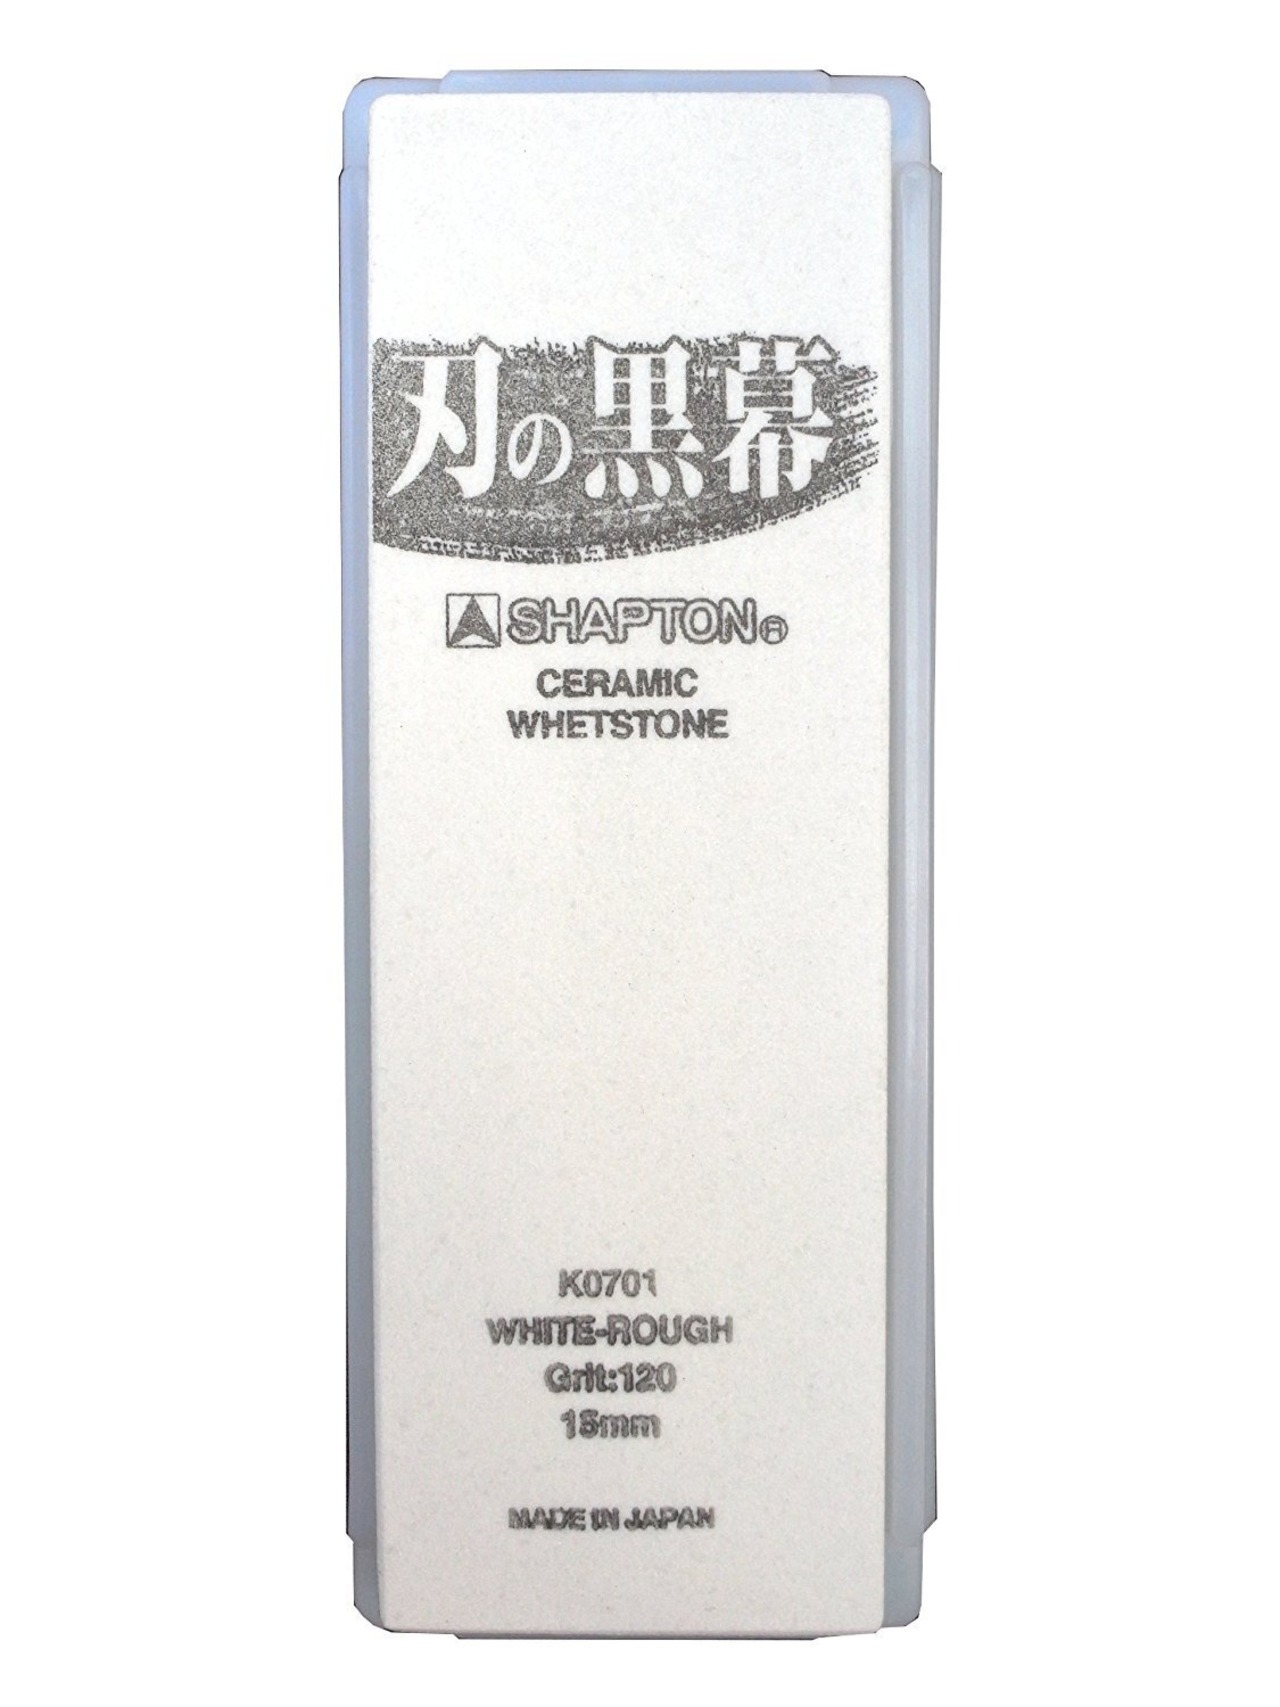 刃の黒幕
SHAPTON®
CERAMIC
WHETSTONE
K0701
WHITE-ROUGH
Grit:120
15mm
MADE IN JAPAN